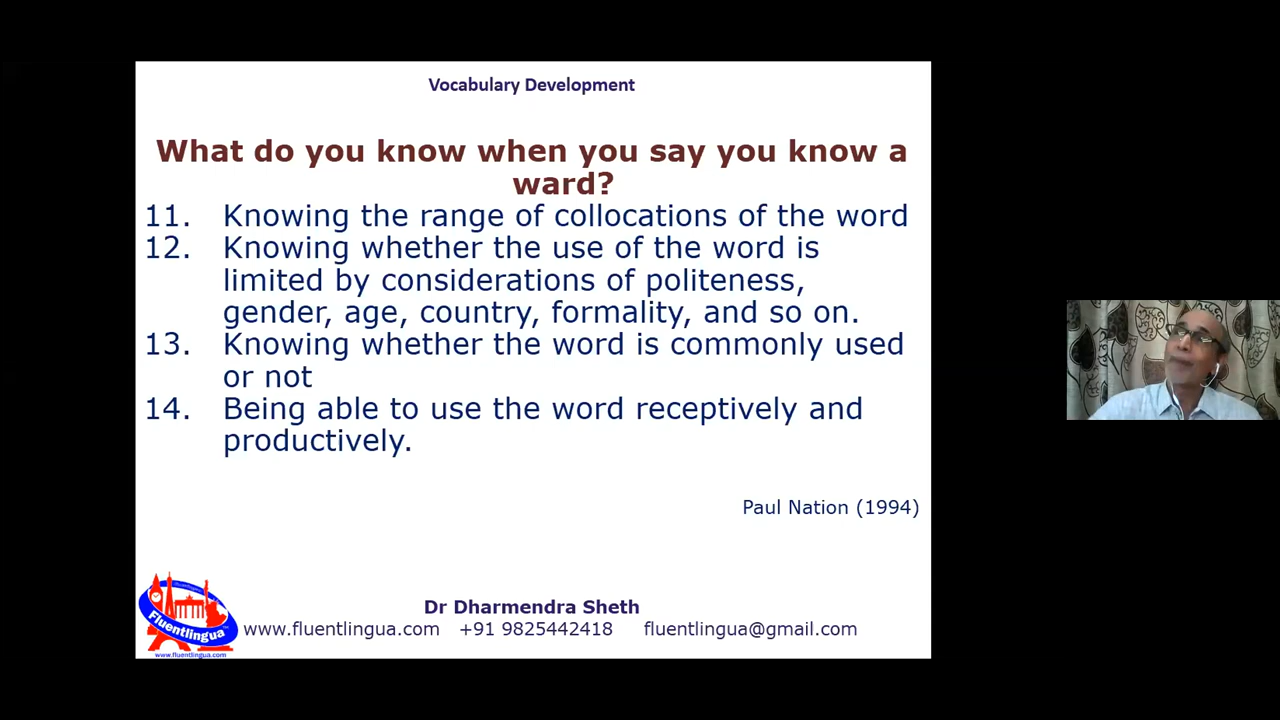 Vocabulary Development
What do you know when you say you know a
ward?
11. Knowing the range of collocations of the word
12. Knowing whether the use of the word is
limited by considerations of politeness,
gender, age, country, formality, and so on.
13. Knowing whether the word is commonly used
or not
14. Being able to use the word receptively and
productively.
Paul Nation (1994)
Dr Dharmendra Sheth
www.fluentlingua.com +91 9825442418 fluentlingua@gmail.com
Fluentlingua
www.fluentlingua.com